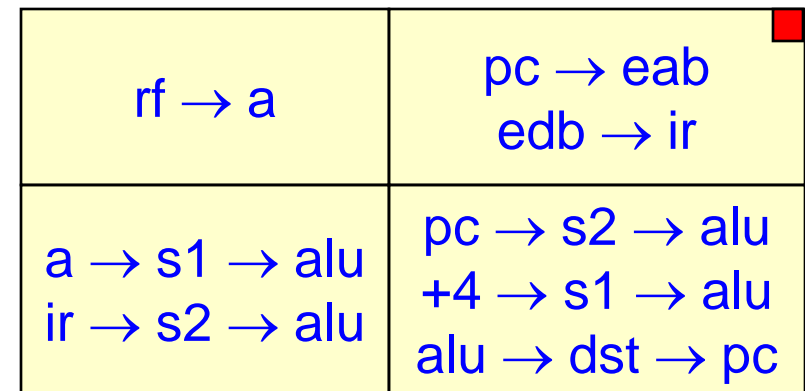 rf → a
pc → eab
edb → ir
a → s1 → alu
ir → s2 → alu
pc → s2 → alu
+4 → s1 → alu
alu → dst → pc